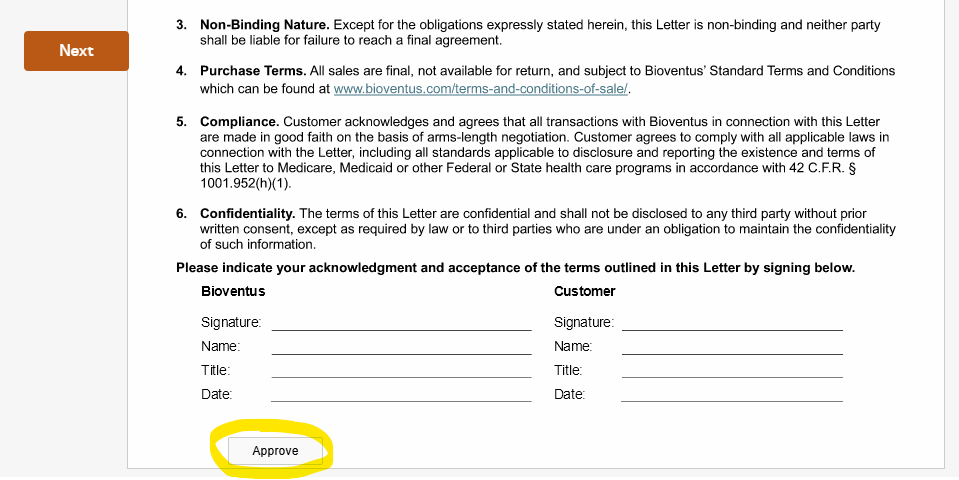 3. Non-Binding Nature. Except for the obligations expressly stated herein, this Letter is non-binding and neither party
shall be liable for failure to reach a final agreement.
Next
4. Purchase Terms. All sales are final, not available for return, and subject to Bioventus' Standard Terms and Conditions
which can be found at www.bioventus.com/terms-and-conditions-of-sale/.
5. Compliance. Customer acknowledges and agrees that all transactions with Bioventus in connection with this Letter
are made in good faith on the basis of arms-length negotiation. Customer agrees to comply with all applicable laws in
connection with the Letter, including all standards applicable to disclosure and reporting the existence and terms of
this Letter to Medicare, Medicaid or other Federal or State health care programs in accordance with 42 C.F.R. §
1001.952(h)(1).
6. Confidentiality. The terms of this Letter are confidential and shall not be disclosed to any third party without prior
written consent, except as required by law or to third parties who are under an obligation to maintain the confidentiality
of such information.
Please indicate your acknowledgment and acceptance of the terms outlined in this Letter by signing below.
Bioventus Customer
Signature: Signature:
Name: Name:
Title: Title:
Date: Date:
Approve